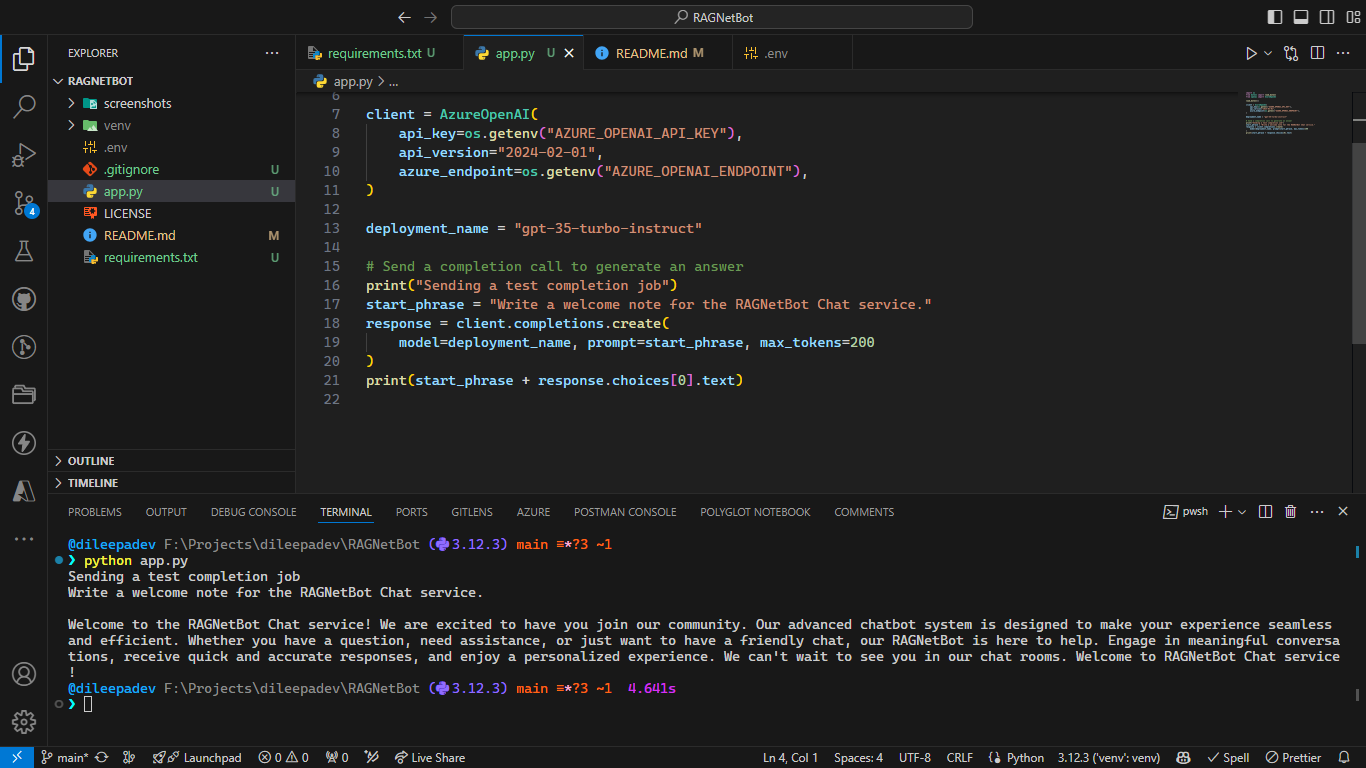 RAGNetBot
EXPLORER
RAGNETBOT
screenshots
venv
.env
.gitignore U
app.py U
LICENSE
README.md M
requirements.txt U
OUTLINE
TIMELINE
4
requirements.txt U
app.py U
README.md M
.env
app.py > ...
6
7 client = AzureOpenAI(
8 api_key=os.getenv("AZURE_OPENAI_API_KEY"),
9 api_version="2024-02-01",
10 azure_endpoint=os.getenv("AZURE_OPENAI_ENDPOINT"),
11 )
12
13 deployment_name = "gpt-35-turbo-instruct"
14
15 # Send a completion call to generate an answer
16 print("Sending a test completion job")
17 start_phrase = "Write a welcome note for the RAGNetBot Chat service."
18 response = client.completions.create(
19 model=deployment_name, prompt=start_phrase, max_tokens=200
20 )
21 print(start_phrase + response.choices[0].text)
22
PROBLEMS OUTPUT DEBUG CONSOLE TERMINAL PORTS GITLENS AZURE POSTMAN CONSOLE POLYGLOT NOTEBOOK COMMENTS
pwsh
@dileepadev F:\Projects\dileepadev\RAGNetBot (3.12.3) main ≡*?3 ~1
❯ python app.py
Sending a test completion job
Write a welcome note for the RAGNetBot Chat service.
Welcome to the RAGNetBot Chat service! We are excited to have you join our community. Our advanced chatbot system is designed to make your experience seamless
and efficient. Whether you have a question, need assistance, or just want to have a friendly chat, our RAGNetBot is here to help. Engage in meaningful conversa
tions, receive quick and accurate responses, and enjoy a personalized experience. We can't wait to see you in our chat rooms. Welcome to RAGNetBot Chat service
!
@dileepadev F:\Projects\dileepadev\RAGNetBot (3.12.3) main ≡*?3 ~1 4.641s
❯
main* Launchpad 0 0 0 Live Share Ln 4, Col 1 Spaces: 4 UTF-8 CRLF Python 3.12.3 ('venv': venv) Spell Prettier